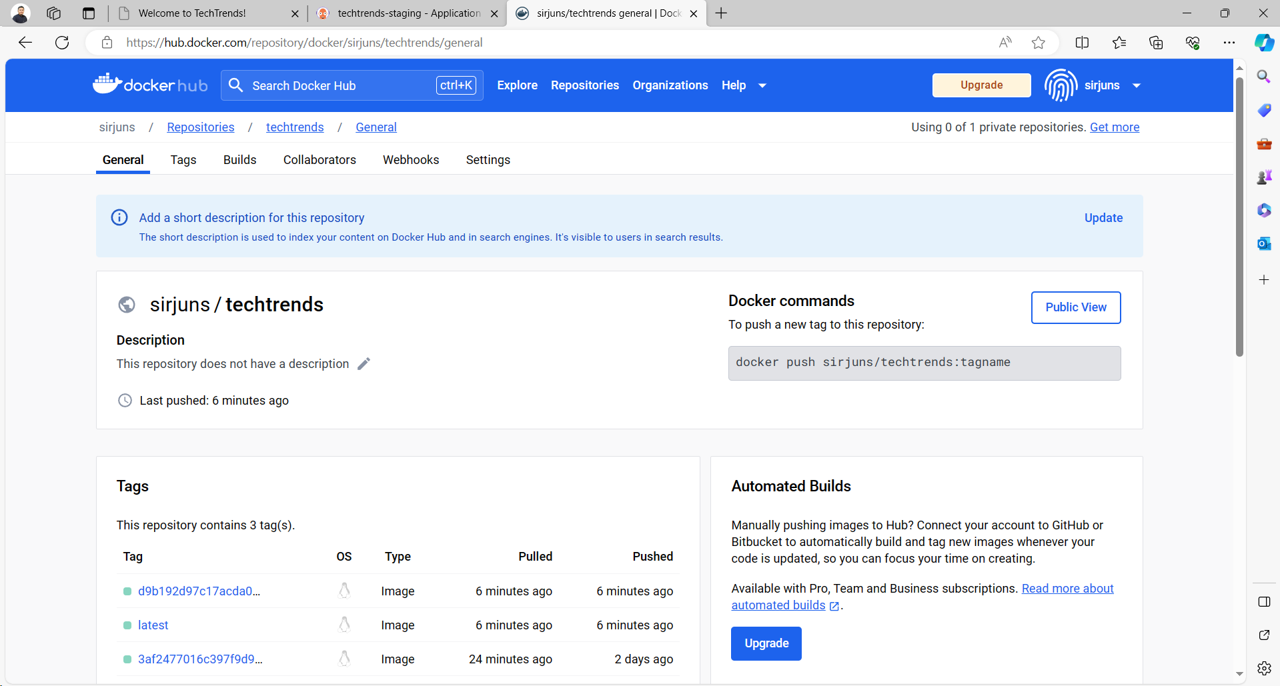 Welcome to TechTrends!
techtrends-staging - Application
sirjuns/techtrends general | Dock
https://hub.docker.com/repository/docker/sirjuns/techtrends/general
docker hub
Search Docker Hub
ctrl+K
Explore
Repositories
Organizations
Help
Upgrade
sirjuns
sirjuns / Repositories / techtrends / General
Using 0 of 1 private repositories. Get more
General
Tags
Builds
Collaborators
Webhooks
Settings
Add a short description for this repository
Update
The short description is used to index your content on Docker Hub and in search engines. It's visible to users in search results.
sirjuns / techtrends
Description
This repository does not have a description
Last pushed: 6 minutes ago
Docker commands
Public View
To push a new tag to this repository:
docker push sirjuns/techtrends:tagname
Tags
This repository contains 3 tag(s).
Tag OS Type Pulled Pushed
d9b192d97c17acda0... Image 6 minutes ago 6 minutes ago
latest Image 6 minutes ago 6 minutes ago
3af2477016c397f9d9... Image 24 minutes ago 2 days ago
Automated Builds
Manually pushing images to Hub? Connect your account to GitHub or
Bitbucket to automatically build and tag new images whenever your
code is updated, so you can focus your time on creating.
Available with Pro, Team and Business subscriptions. Read more about
automated builds .
Upgrade